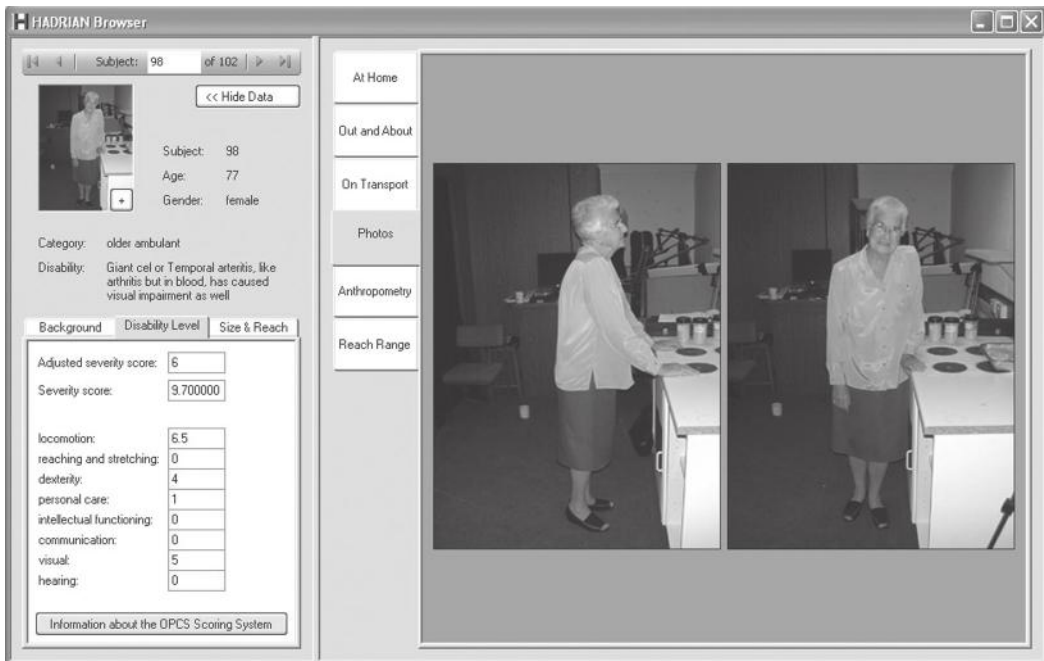 HADRIAN Browser
Subject: 98 of 102
<< Hide Data
Subject: 98
Age: 77
Gender: female
+
Category: older ambulant
Disability: Giant cel or Temporal arteritis, like
arthritis but in blood, has caused
visual impairment as well
Background Disability Level Size & Reach
Adjusted severity score: 6
Severity score: 9.700000
locomotion: 6.5
reaching and stretching: 0
dexterity: 4
personal care: 1
intellectual functioning: 0
communication: 0
visual: 5
hearing: 0
Information about the OPCS Scoring System
At Home
Out and About
On Transport
Photos
Anthropometry
Reach Range